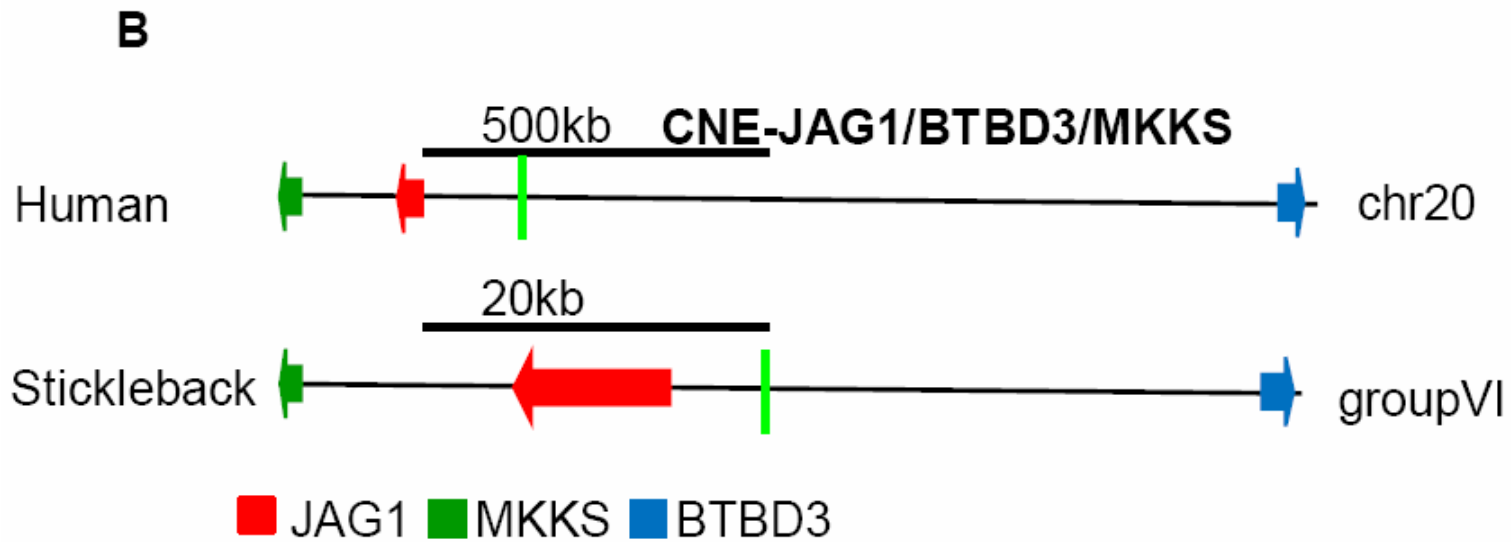 B
500kb CNE-JAG1/BTBD3/MKKS
Human chr20
20kb
Stickleback groupVI
JAG1 MKKS BTBD3